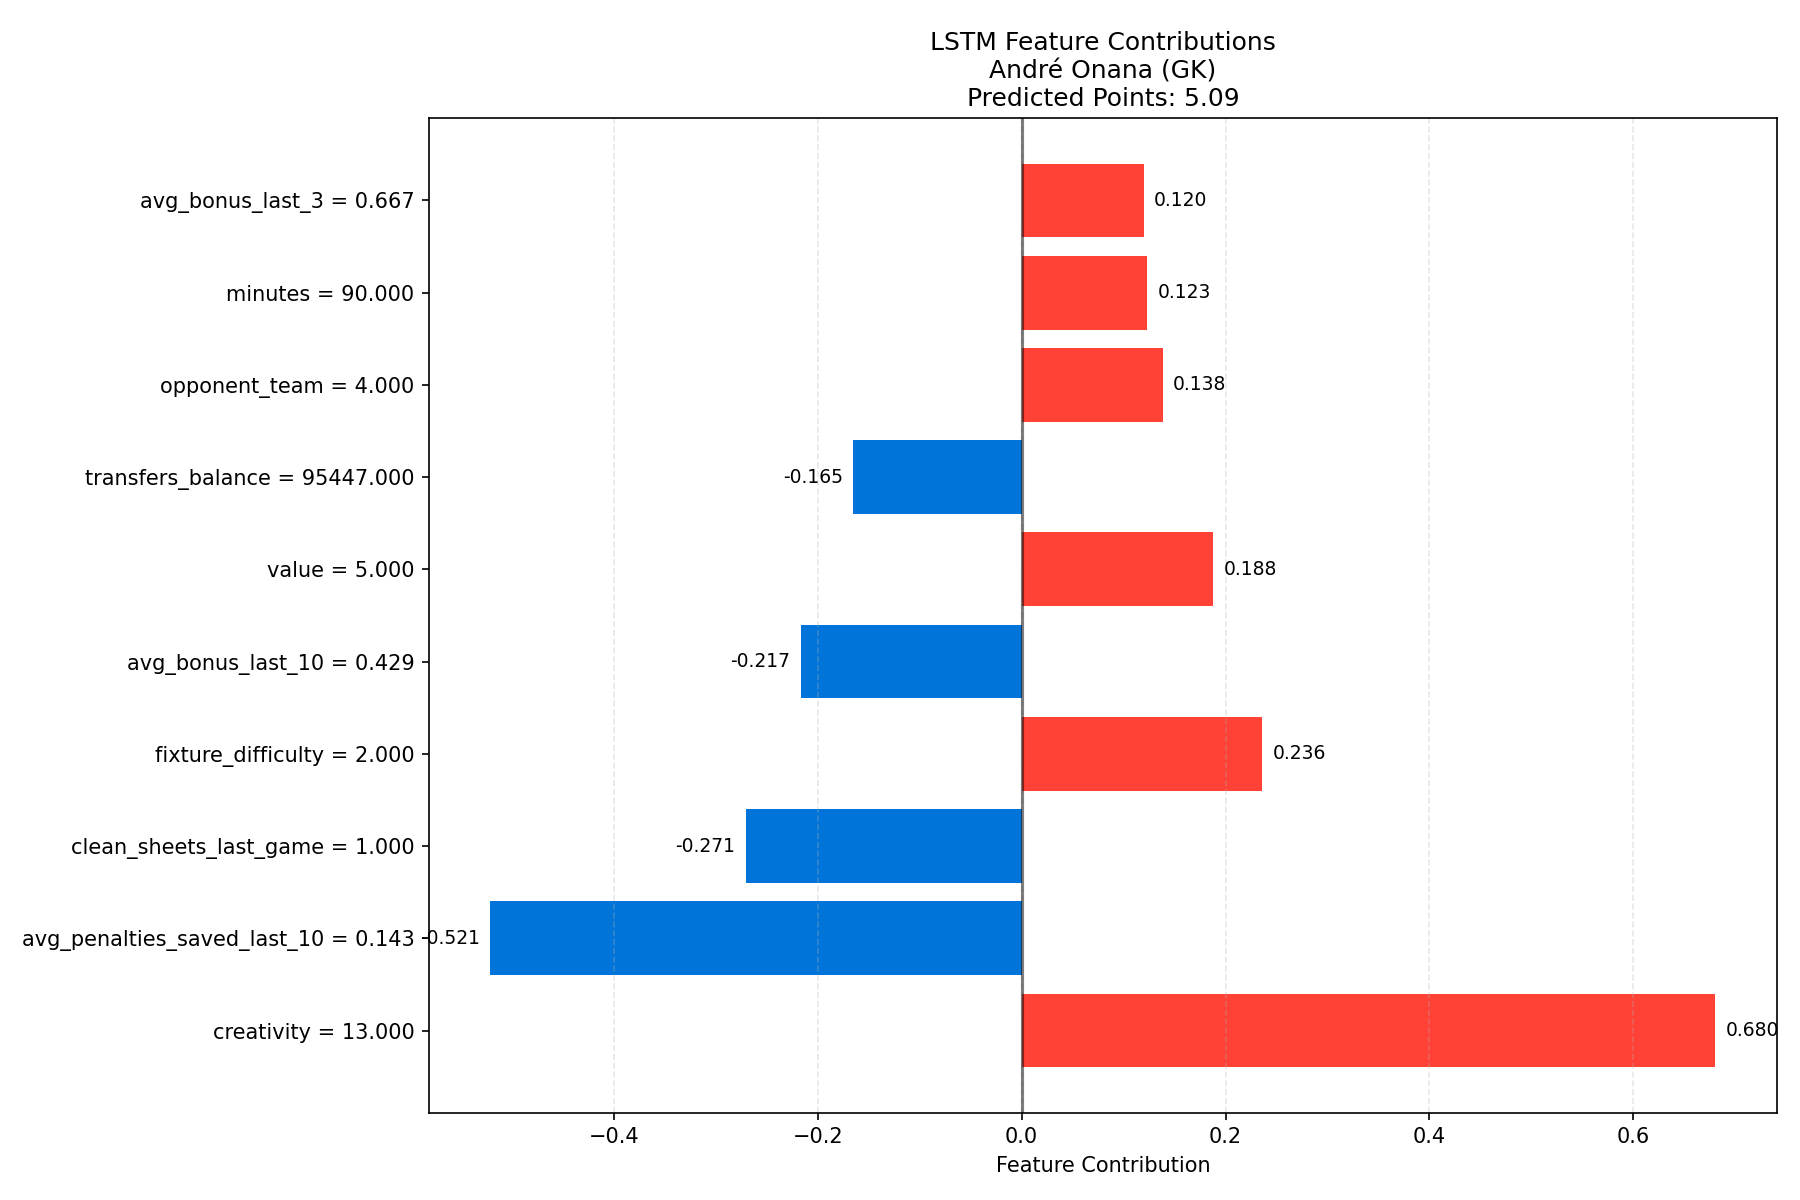 LSTM Feature Contributions
André Onana (GK)
Predicted Points: 5.09
avg_bonus_last_3 = 0.667
0.120
minutes = 90.000
0.123
opponent_team = 4.000
0.138
transfers_balance = 95447.000
-0.165
value = 5.000
0.188
avg_bonus_last_10 = 0.429
-0.217
fixture_difficulty = 2.000
0.236
clean_sheets_last_game = 1.000
-0.271
avg_penalties_saved_last_10 = 0.143
-0.521
creativity = 13.000
0.680
−0.4 −0.2 0.0 0.2 0.4 0.6
Feature Contribution